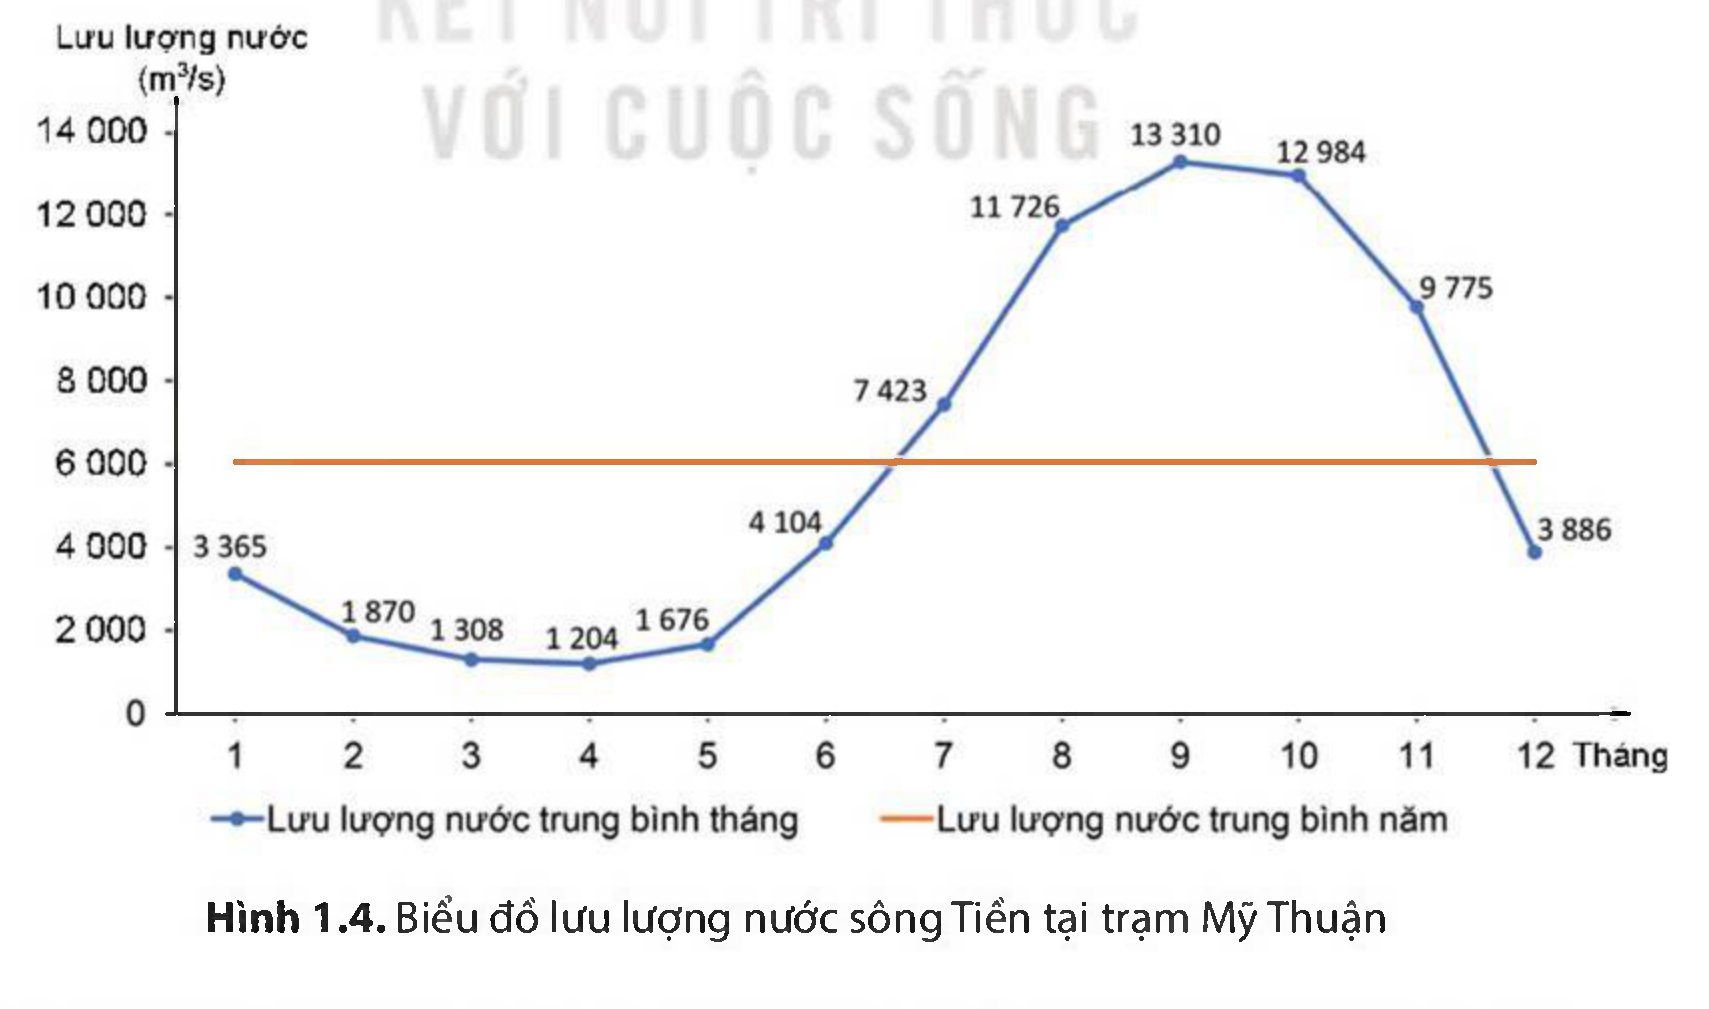 KẾT NỐI TRI THỨC
VỚI CUỘC SỐNG
Lưu lượng nước
(m³/s)
14 000
12 000
10 000
8 000
6 000
4 000
2 000
0
3 365
1 870
1 308
1 204
1 676
4 104
7 423
11 726
13 310
12 984
9 775
3 886
1 2 3 4 5 6 7 8 9 10 11 12 Tháng
Lưu lượng nước trung bình tháng Lưu lượng nước trung bình năm
Hình 1.4. Biểu đồ lưu lượng nước sông Tiền tại trạm Mỹ Thuận